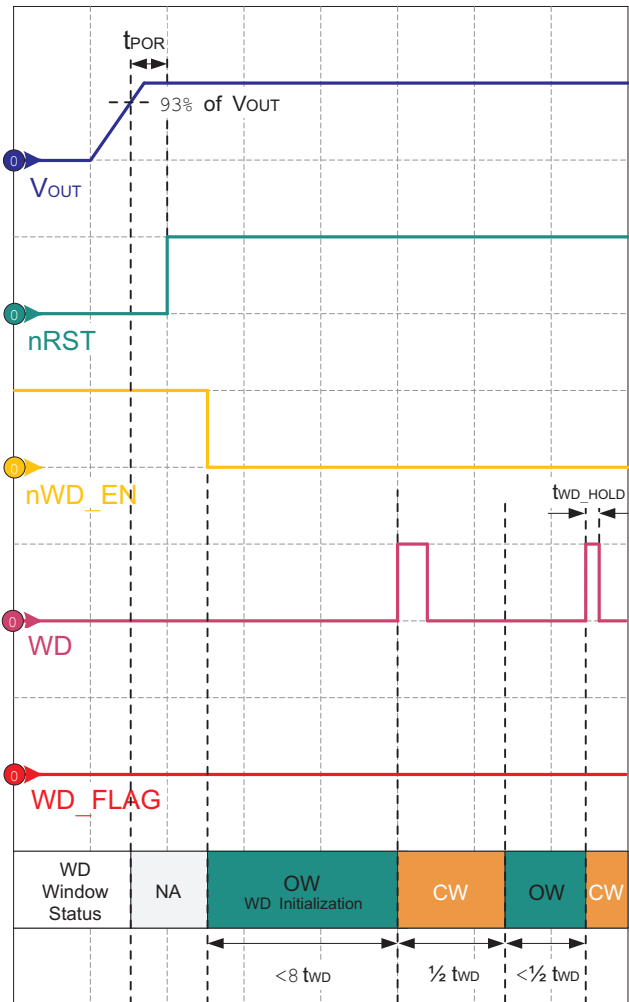 tPOR
93% of VOUT
0
VOUT
0
nRST
0
nWD_EN
tWD_HOLD
0
WD
0
WD_FLAG
WD
Window
Status
NA
OW
WD Initialization
CW
OW
CW
<8 tWD
½ tWD
<½ tWD